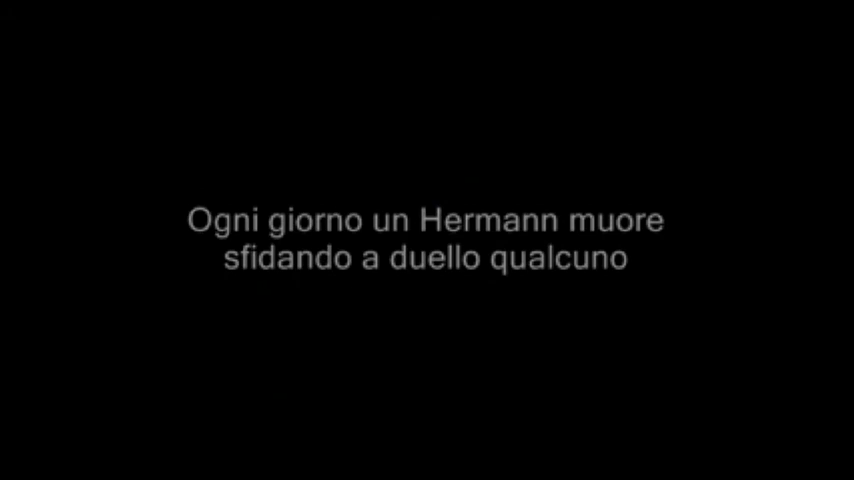 Ogni giorno un Hermann muore
sfidando a duello qualcuno